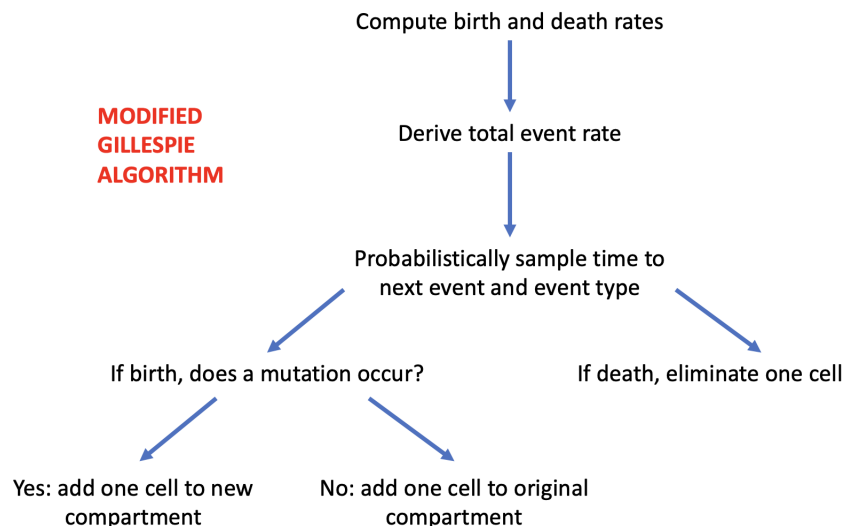 Compute birth and death rates
MODIFIED
GILLESPIE
ALGORITHM
Derive total event rate
Probabilistically sample time to
next event and event type
If birth, does a mutation occur?
If death, eliminate one cell
Yes: add one cell to new
compartment
No: add one cell to original
compartment